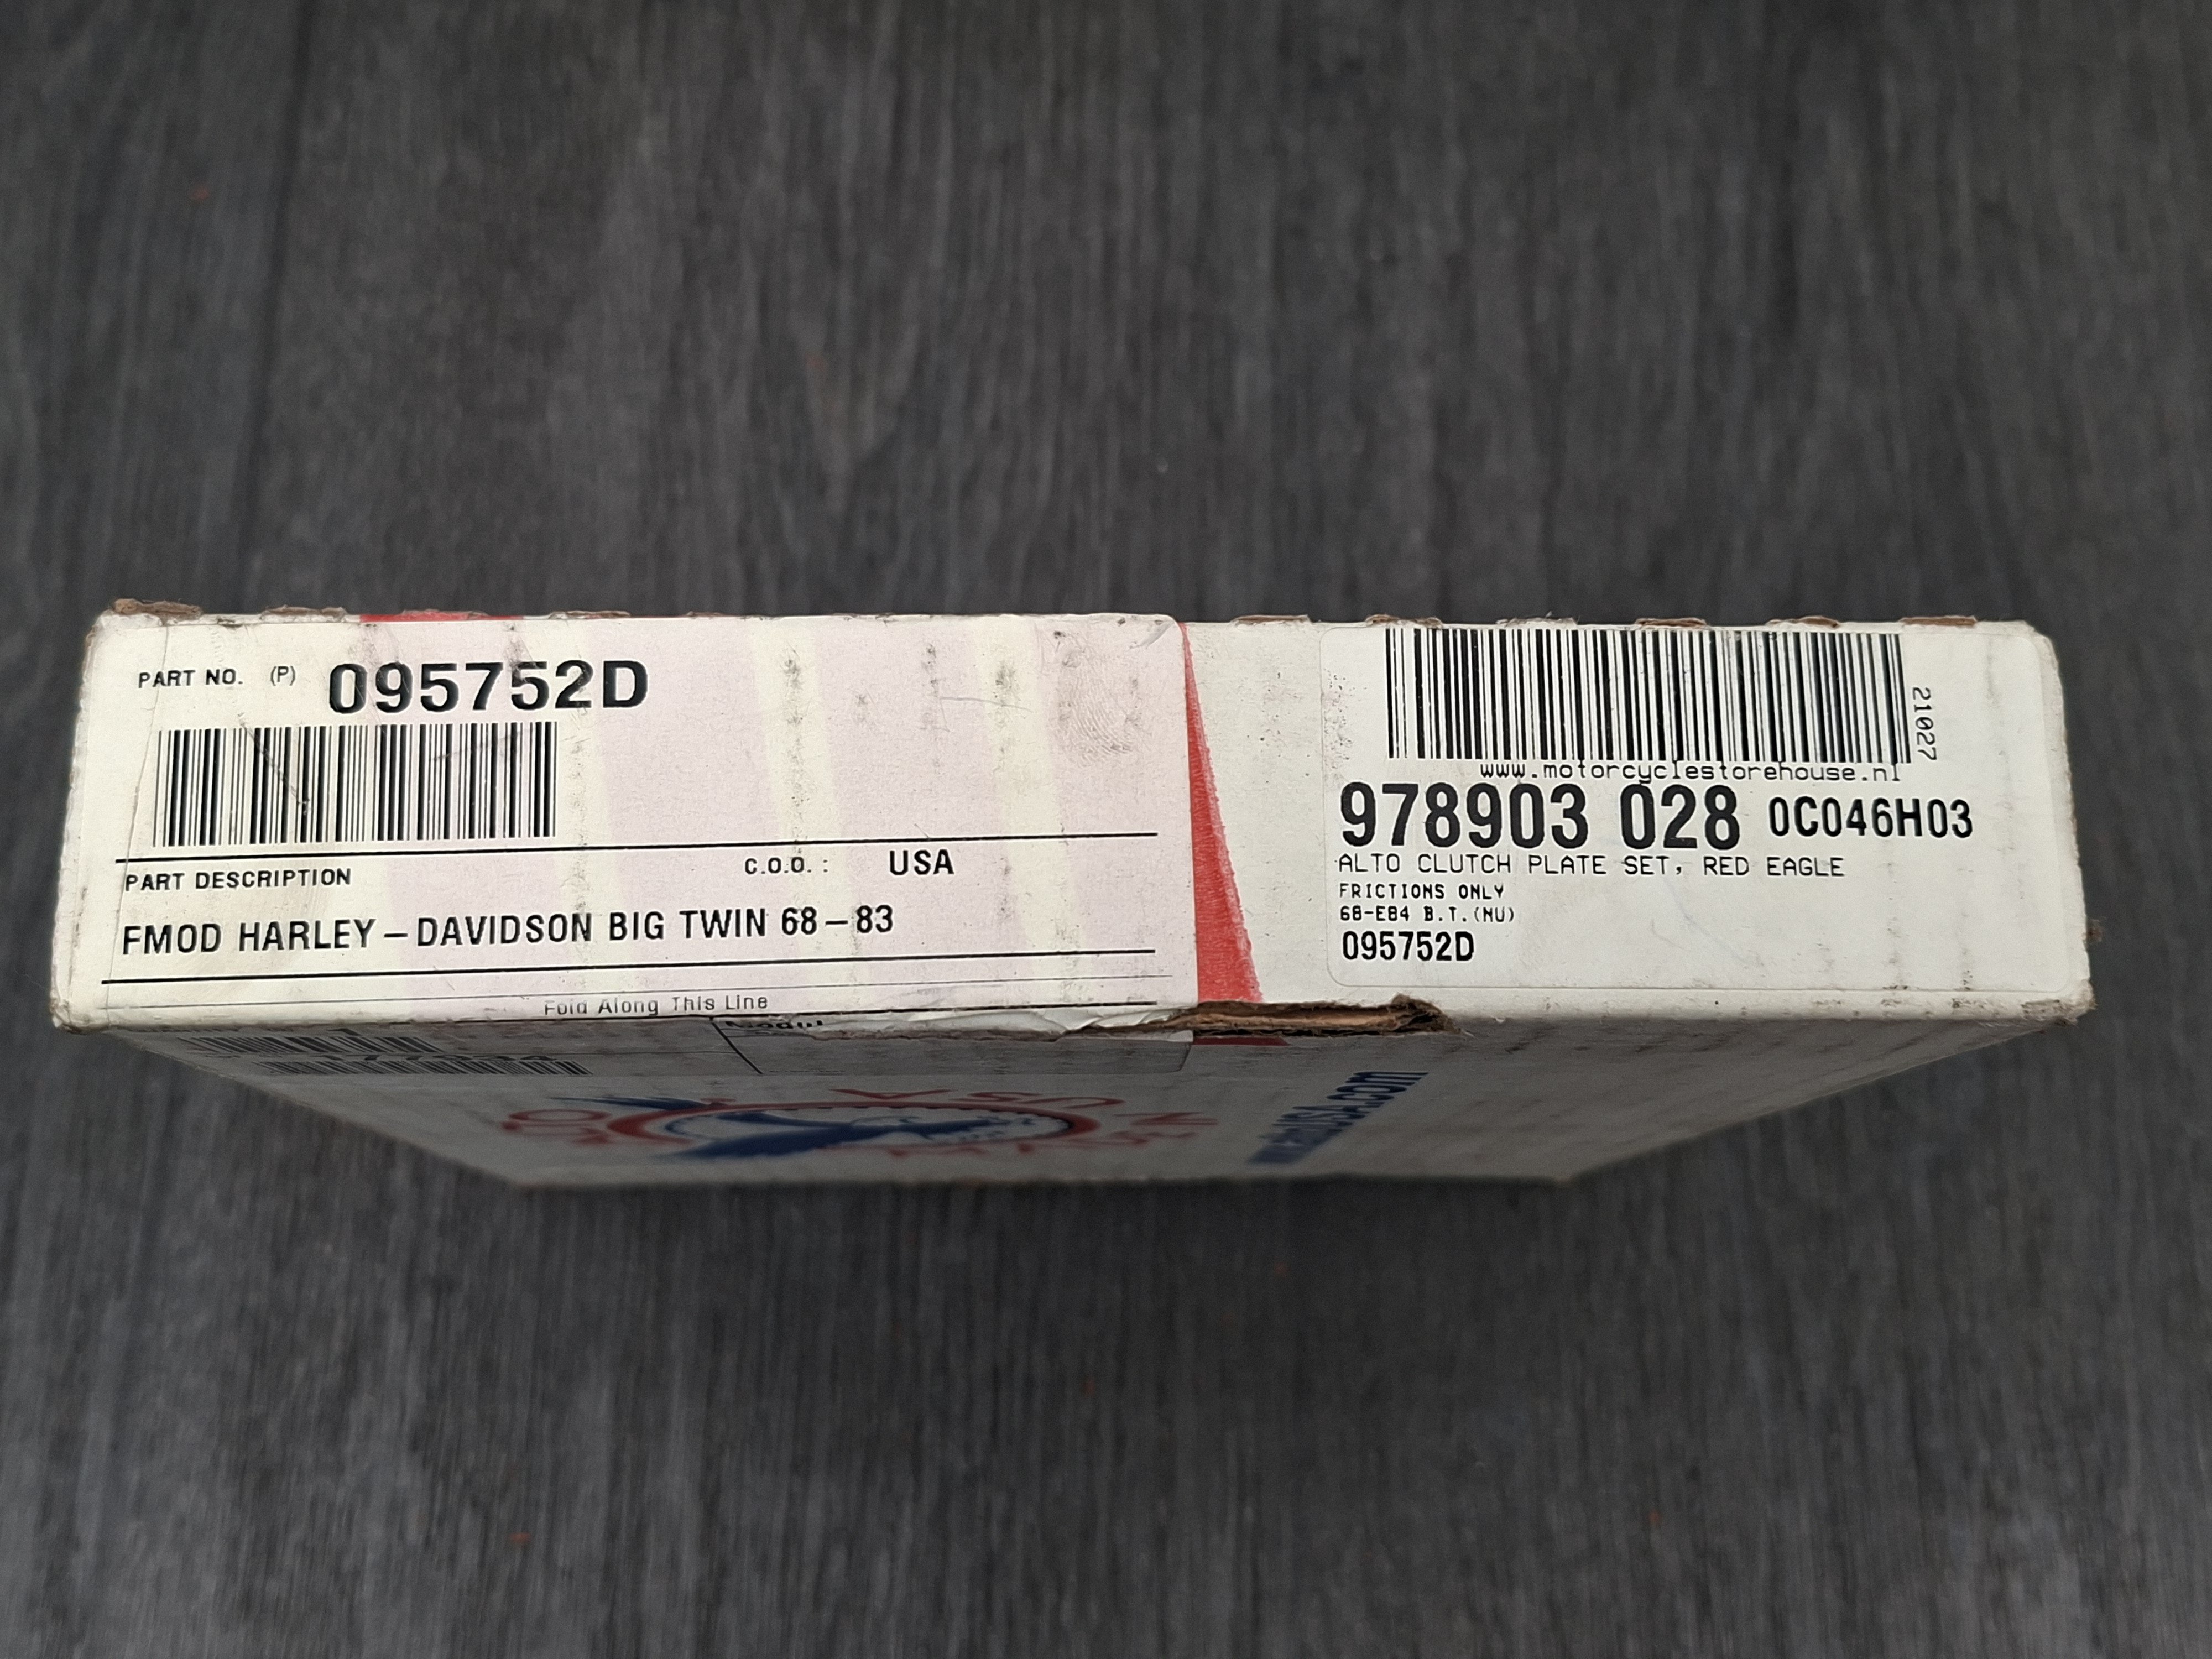 PART NO. (P) 095752D
PART DESCRIPTION
C.O.O. : USA
FMOD HARLEY-DAVIDSON BIG TWIN 68-83
Fold Along This Line
21027
www.motorcyclestorehouse.nl
978903 028 0C046H03
ALTO CLUTCH PLATE SET, RED EAGLE
FRICTIONS ONLY
68-E84 B.T.(NU)
095752D
USA